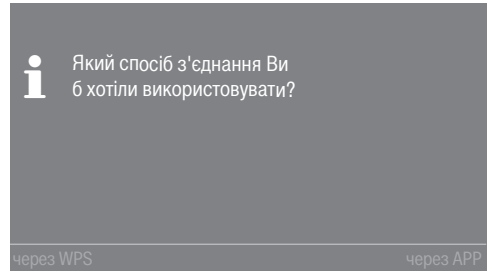 Який спосіб з'єднання Ви
б хотіли використовувати?
через WPS
через APP